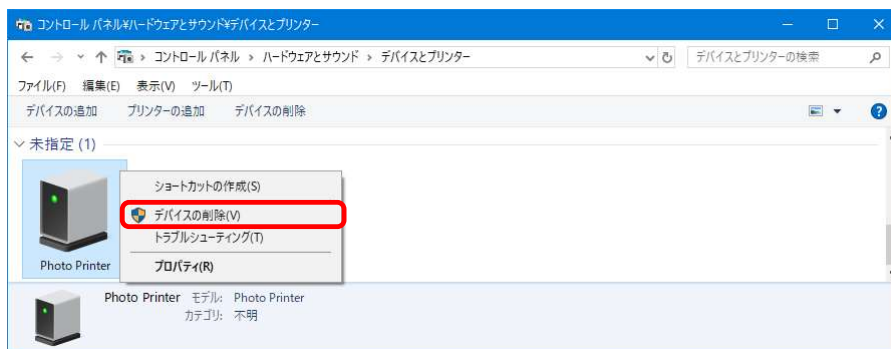 コントロール パネル¥ハードウェアとサウンド¥デバイスとプリンター
コントロール パネル > ハードウェアとサウンド > デバイスとプリンター
デバイスとプリンターの検索
ファイル(F) 編集(E) 表示(V) ツール(T)
デバイスの追加 プリンターの追加 デバイスの削除
未指定 (1)
ショートカットの作成(S)
デバイスの削除(V)
トラブルシューティング(T)
プロパティ(R)
Photo Printer
Photo Printer モデル: Photo Printer
カテゴリ: 不明